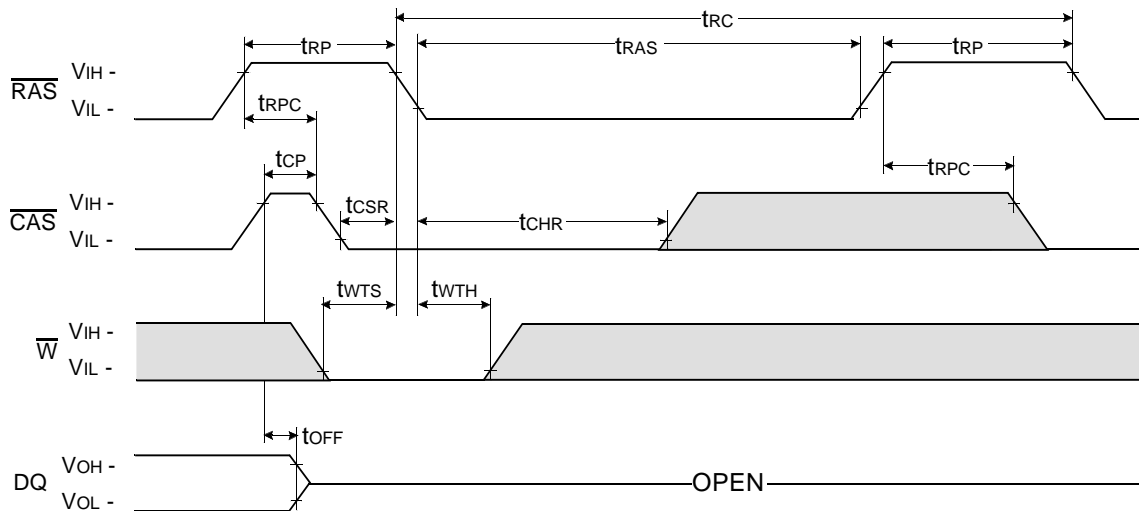 tRC
tRP
tRAS
tRP
RAS
VIH -
VIL -
tRPC
tCP
tRPC
CAS
VIH -
VIL -
tCSR
tCHR
tWTS
tWTH
W
VIH -
VIL -
tOFF
DQ
VOH -
VOL -
OPEN